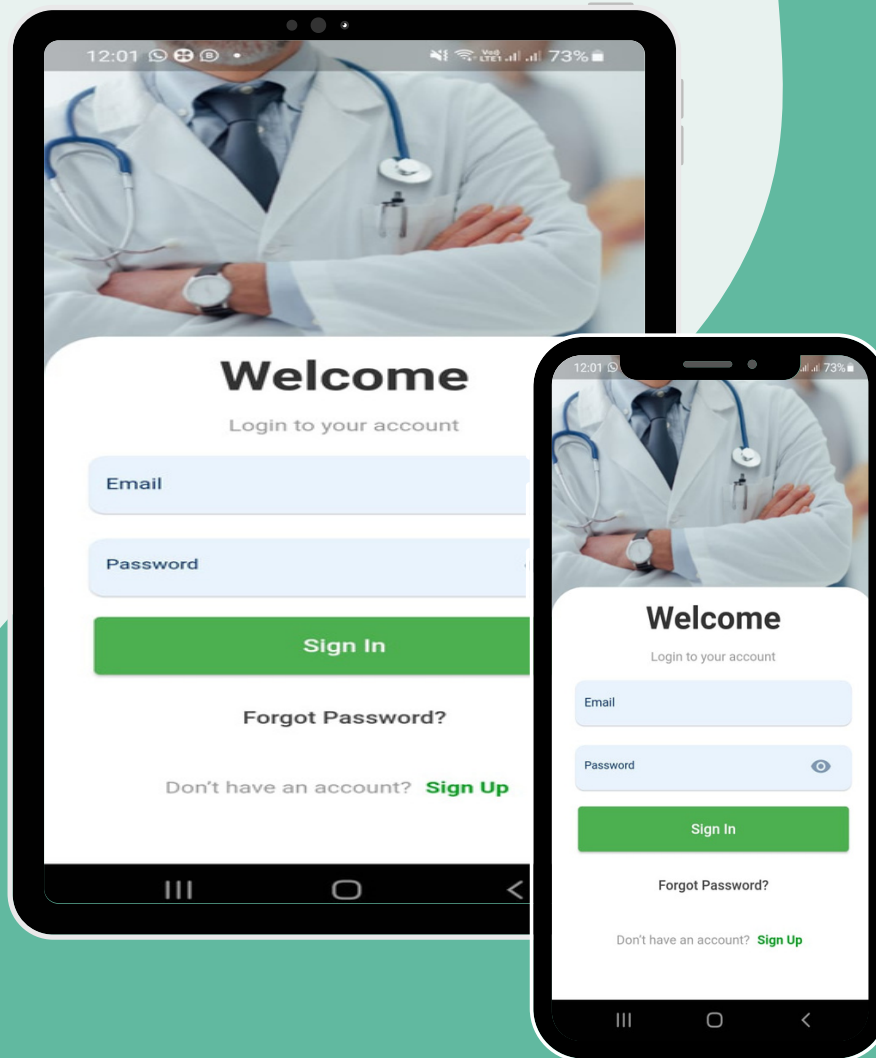 12:01
Vo9
LTE1
73%
Welcome
Login to your account
Email
Password
Sign In
Forgot Password?
Don't have an account? Sign Up
12:01
73%
Welcome
Login to your account
Email
Password
Sign In
Forgot Password?
Don't have an account? Sign Up